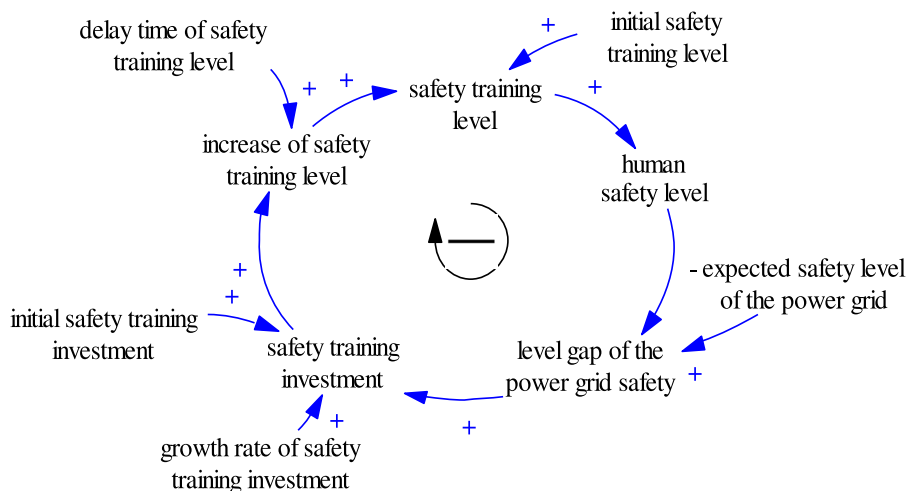 delay time of safety
training level
+
+
+
initial safety
training level
safety training
level
+
increase of safety
training level
human
safety level
- expected safety level
of the power grid
+
+
initial safety training
investment
safety training
investment
level gap of the
power grid safety
+
+
+
growth rate of safety
training investment